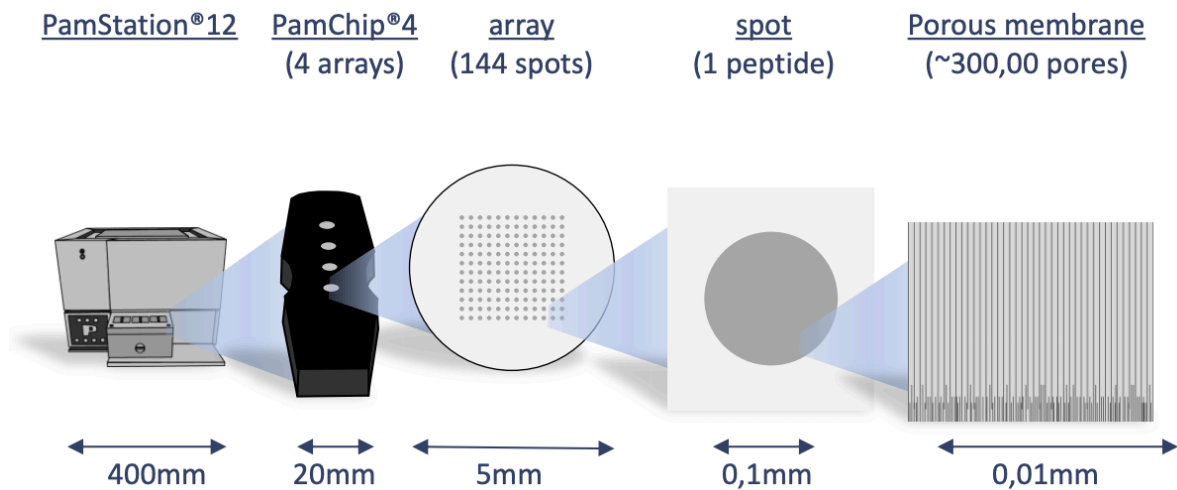 PamStation®12
PamChip®4
(4 arrays)
array
(144 spots)
spot
(1 peptide)
Porous membrane
(~300,00 pores)
P
400mm
20mm
5mm
0,1mm
0,01mm